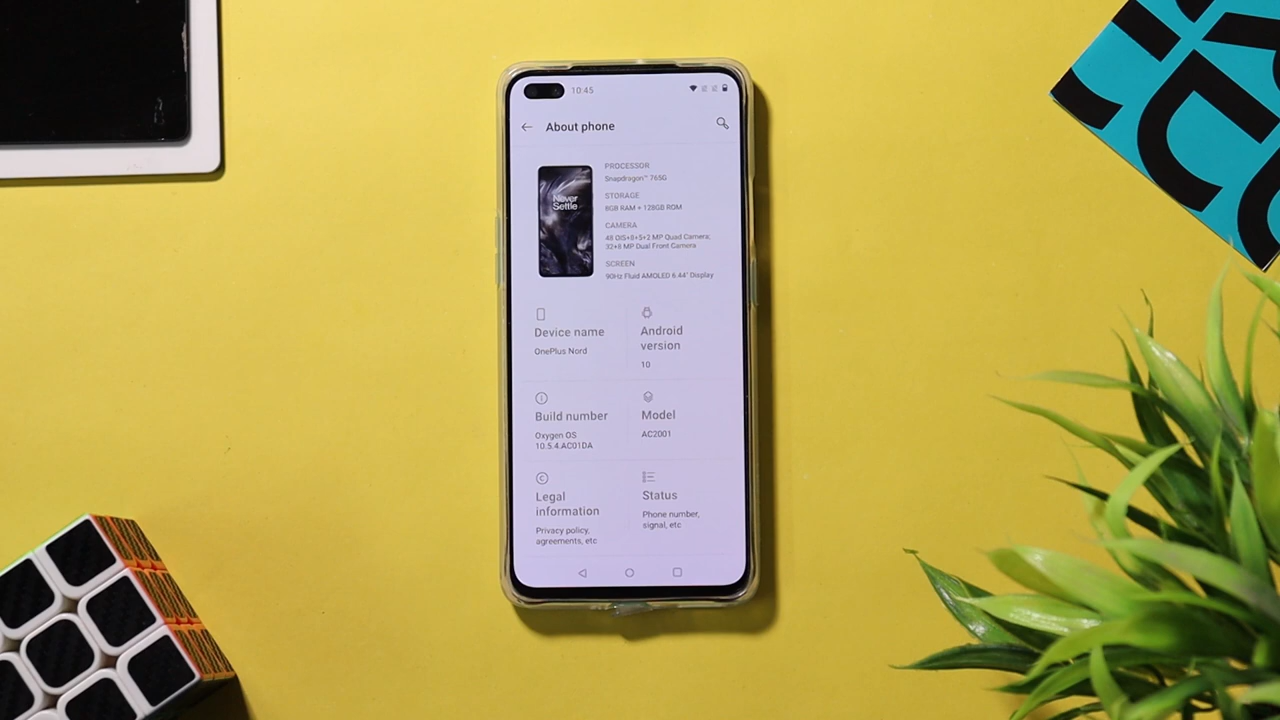 10:45
About phone
PROCESSOR
Snapdragon™ 765G
STORAGE
8GB RAM + 128GB ROM
CAMERA
48 OIS+8+5+2 MP Quad Camera,
32+8 MP Dual Front Camera
SCREEN
90Hz Fluid AMOLED 6.44" Display
Never
Settle
Device name
OnePlus Nord
Android
version
10
Build number
Oxygen OS
10.5.4.AC01DA
Model
AC2001
Legal
information
Privacy policy,
agreements, etc
Status
Phone number,
signal, etc